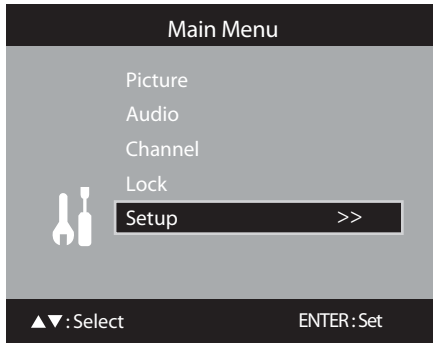 Main Menu
Picture
Audio
Channel
Lock
Setup >>
▲▼: Select ENTER: Set